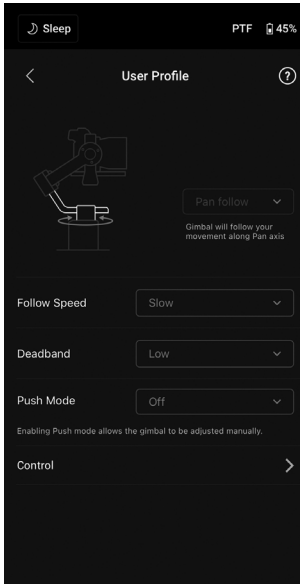 Sleep
PTF 45%
User Profile
?
Pan follow
Gimbal will follow your
movement along Pan axis
Follow Speed Slow
Deadband Low
Push Mode Off
Enabling Push mode allows the gimbal to be adjusted manually.
Control